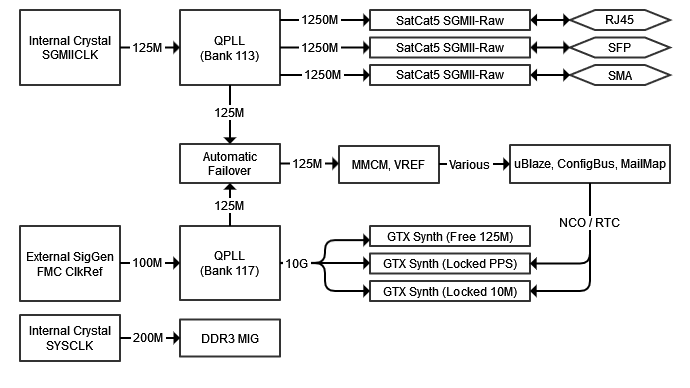 Internal Crystal
SGMIICLK
125M
QPLL
(Bank 113)
1250M
SatCat5 SGMII-Raw
RJ45
1250M
SatCat5 SGMII-Raw
SFP
1250M
SatCat5 SGMII-Raw
SMA
125M
Automatic
Failover
125M
MMCM, VREF
Various
uBlaze, ConfigBus, MailMap
125M
NCO / RTC
External SigGen
FMC ClkRef
100M
QPLL
(Bank 117)
10G
GTX Synth (Free 125M)
GTX Synth (Locked PPS)
GTX Synth (Locked 10M)
Internal Crystal
SYSCLK
200M
DDR3 MIG